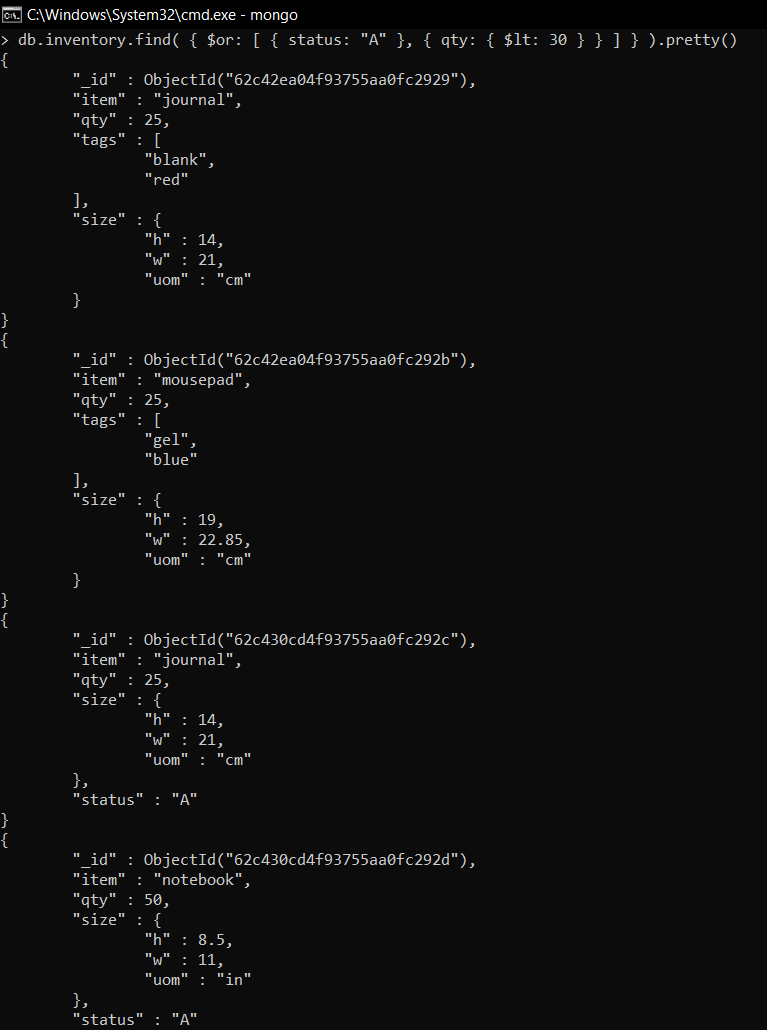 C:\Windows\System32\cmd.exe - mongo
> db.inventory.find( { $or: [ { status: "A" }, { qty: { $lt: 30 } } ] } ).pretty()
{
        "_id" : ObjectId("62c42ea04f93755aa0fc2929"),
        "item" : "journal",
        "qty" : 25,
        "tags" : [
                "blank",
                "red"
        ],
        "size" : {
                "h" : 14,
                "w" : 21,
                "uom" : "cm"
        }
}
{
        "_id" : ObjectId("62c42ea04f93755aa0fc292b"),
        "item" : "mousepad",
        "qty" : 25,
        "tags" : [
                "gel",
                "blue"
        ],
        "size" : {
                "h" : 19,
                "w" : 22.85,
                "uom" : "cm"
        }
}
{
        "_id" : ObjectId("62c430cd4f93755aa0fc292c"),
        "item" : "journal",
        "qty" : 25,
        "size" : {
                "h" : 14,
                "w" : 21,
                "uom" : "cm"
        },
        "status" : "A"
}
{
        "_id" : ObjectId("62c430cd4f93755aa0fc292d"),
        "item" : "notebook",
        "qty" : 50,
        "size" : {
                "h" : 8.5,
                "w" : 11,
                "uom" : "in"
        },
        "status" : "A"